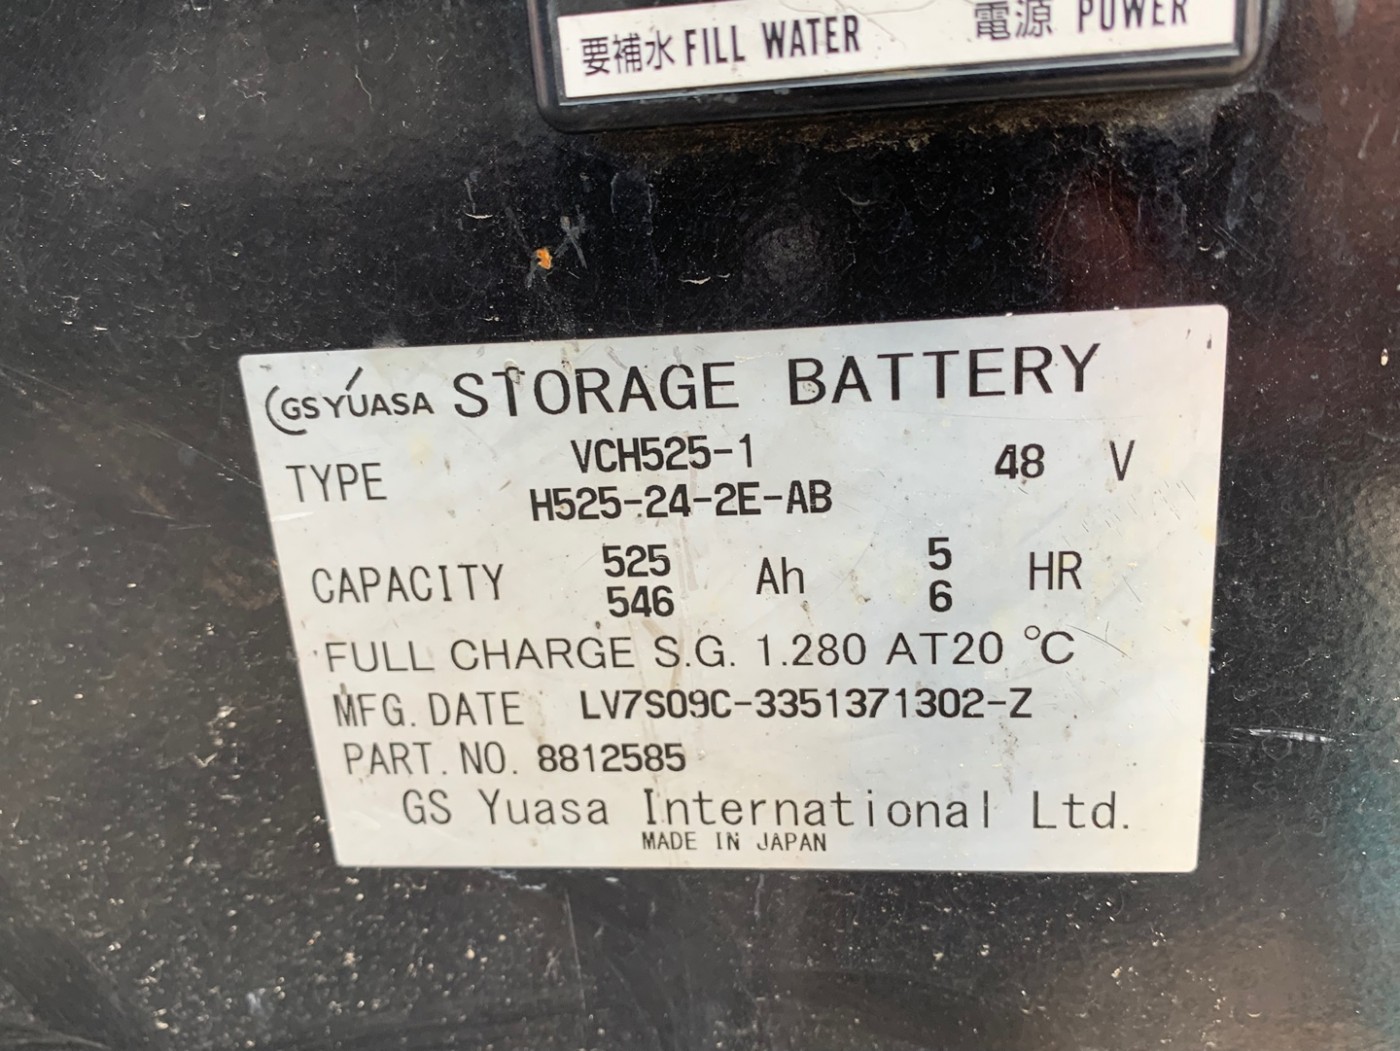 要補水 FILL WATER 電源 POWER
GS YUASA STORAGE BATTERY
TYPE VCH525-1 48 V
H525-24-2E-AB
CAPACITY 525 Ah 5 HR
546 6
FULL CHARGE S.G. 1.280 AT 20 °C
MFG. DATE LV7S09C-3351371302-Z
PART. NO. 8812585
GS Yuasa International Ltd.
MADE IN JAPAN